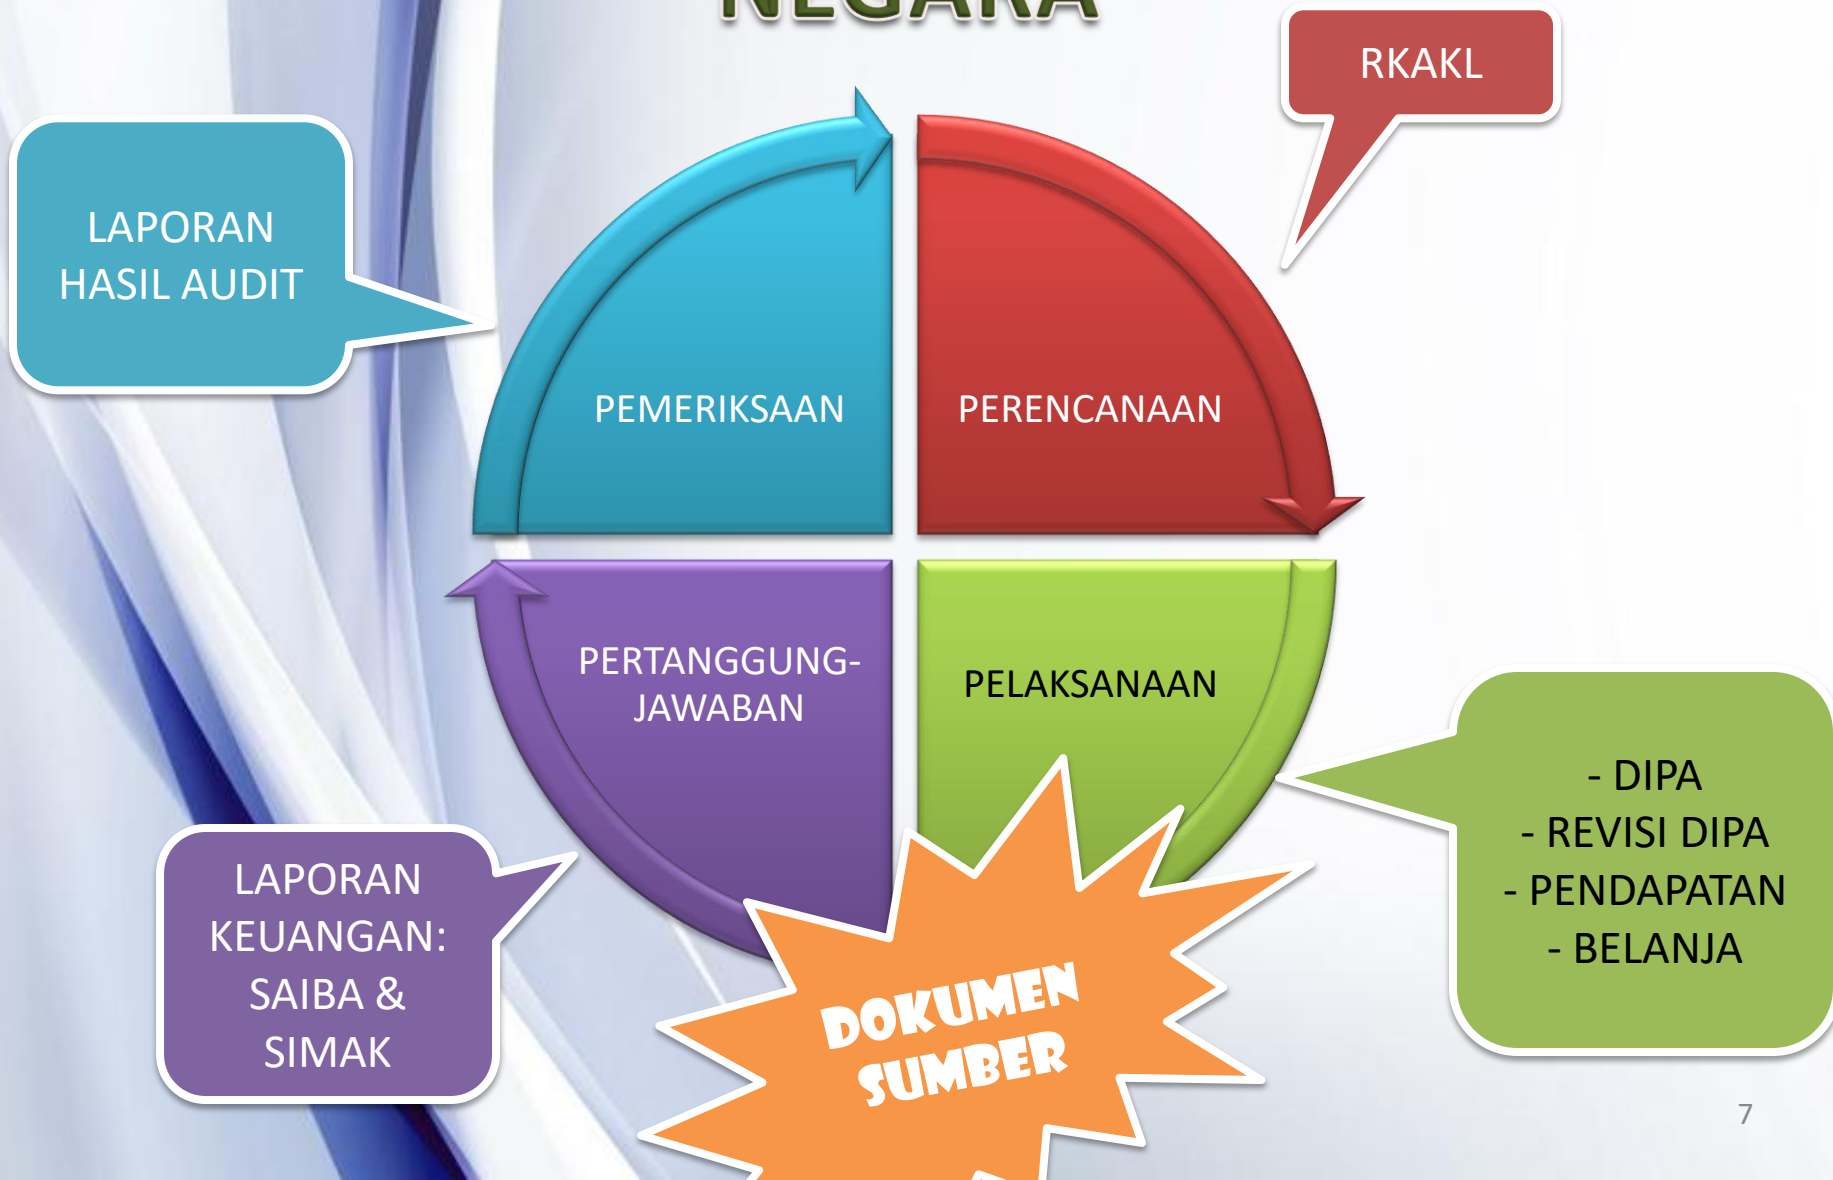 NEGARA
RKAKL
LAPORAN
HASIL AUDIT
PEMERIKSAAN
PERENCANAAN
PERTANGGUNG-
JAWABAN
PELAKSANAAN
- DIPA
- REVISI DIPA
- PENDAPATAN
- BELANJA
LAPORAN
KEUANGAN:
SAIBA &
SIMAK
DOKUMEN
SUMBER
7